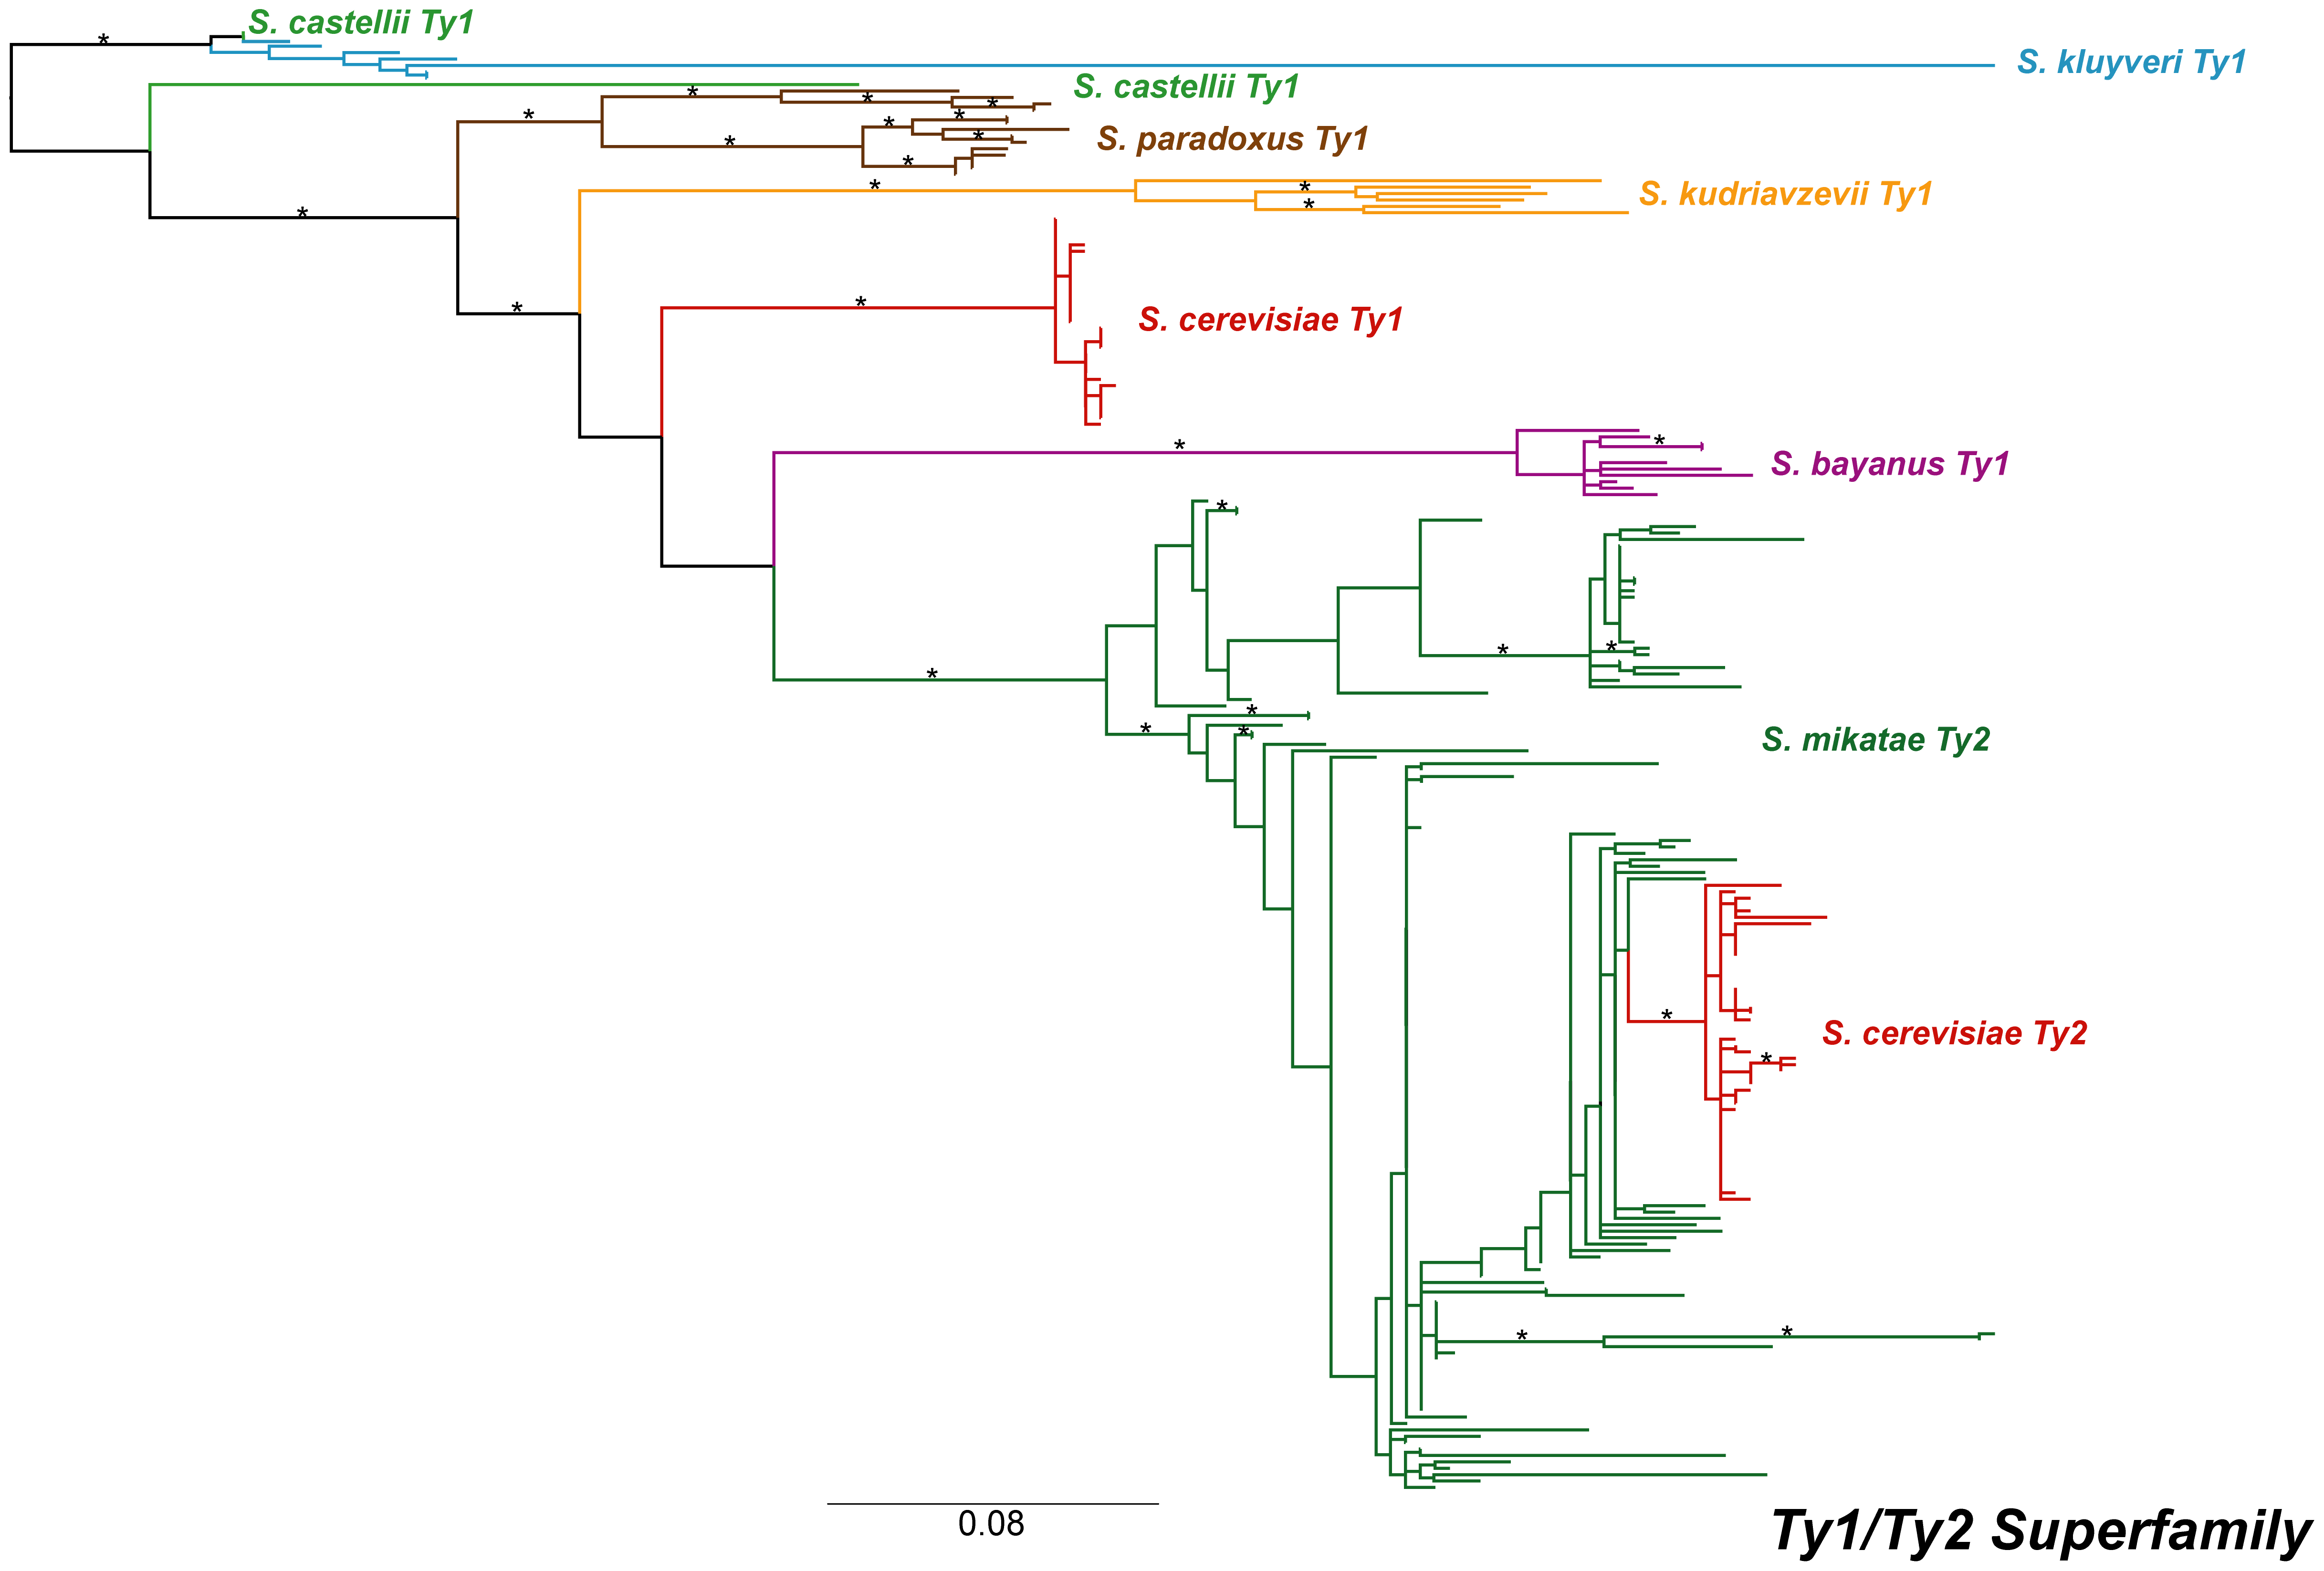 S. castellii Ty1
S. kluyveri Ty1
S. castellii Ty1
S. paradoxus Ty1
S. kudriavzevii Ty1
S. cerevisiae Ty1
S. bayanus Ty1
S. mikatae Ty2
S. cerevisiae Ty2
0.08
Ty1/Ty2 Superfamily